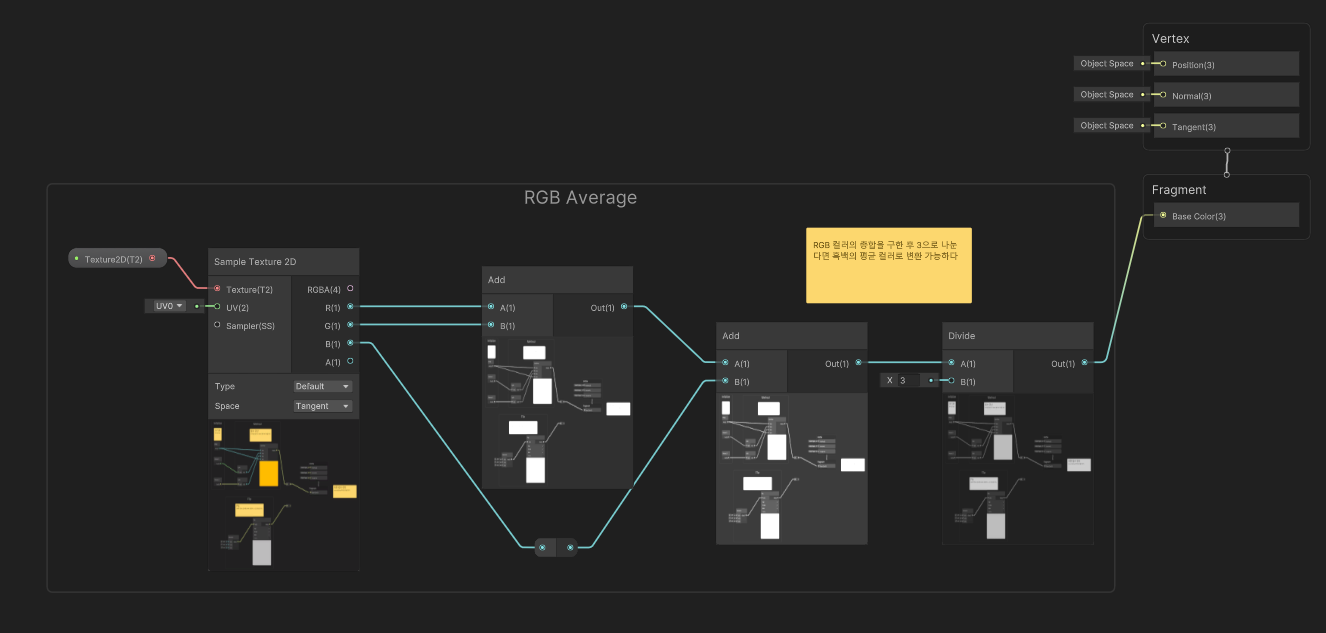 Vertex
Object Space
Position(3)
Object Space
Normal(3)
Object Space
Tangent(3)
Fragment
Base Color(3)
RGB Average
RGB 컬러의 총합을 구한 후 3으로 나눈
다면 흑백의 평균 컬러로 변환 가능하다
Texture2D(T2)
UV0
Sample Texture 2D
Texture(T2)
UV(2)
Sampler(SS)
RGBA(4)
R(1)
G(1)
B(1)
A(1)
Type
Default
Space
Tangent
Add
A(1)
B(1)
Out(1)
Add
A(1)
B(1)
Out(1)
X 3
Divide
A(1)
B(1)
Out(1)